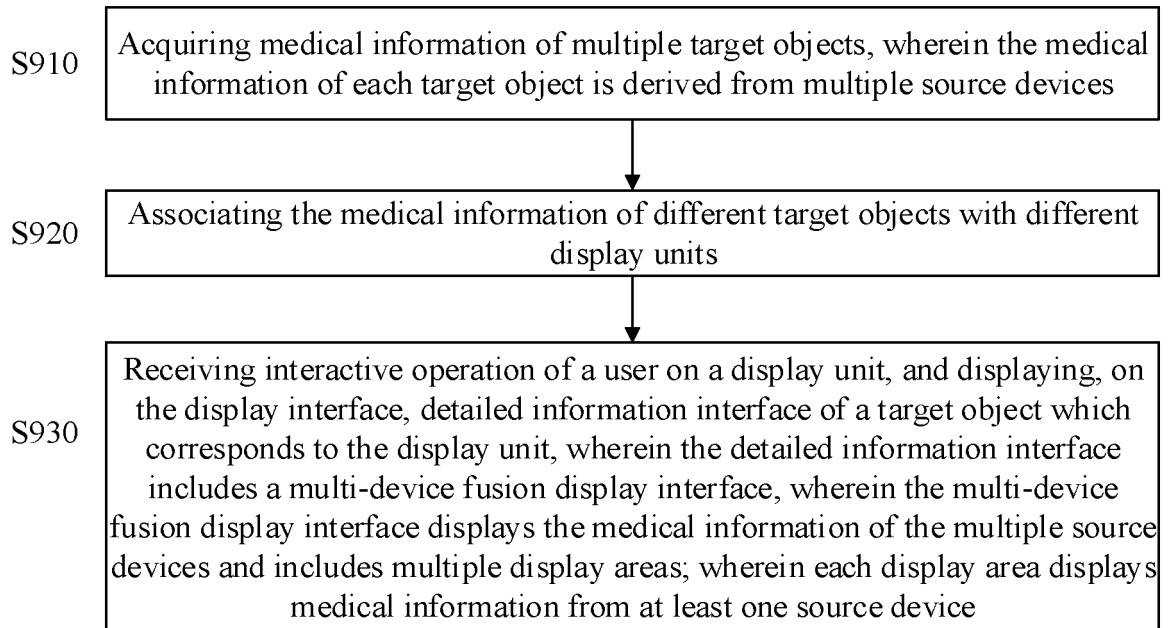 S910
Acquiring medical information of multiple target objects, wherein the medical
information of each target object is derived from multiple source devices
S920
Associating the medical information of different target objects with different
display units
S930
Receiving interactive operation of a user on a display unit, and displaying, on
the display interface, detailed information interface of a target object which
corresponds to the display unit, wherein the detailed information interface
includes a multi-device fusion display interface, wherein the multi-device
fusion display interface displays the medical information of the multiple source
devices and includes multiple display areas; wherein each display area displays
medical information from at least one source device